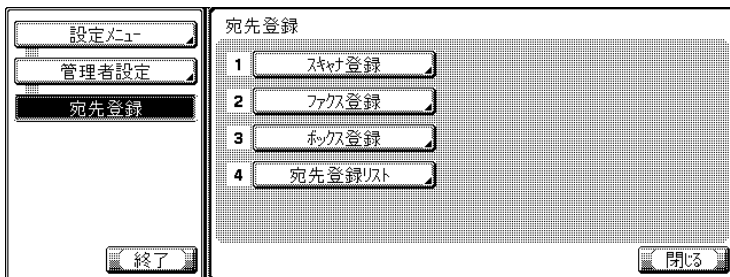 設定ﾒﾆｭｰ
管理者設定
宛先登録
終了
宛先登録
1 ｽｷｬﾅ登録
2 ﾌｧｸｽ登録
3 ﾎﾞｯｸｽ登録
4 宛先登録ﾘｽﾄ
閉じる